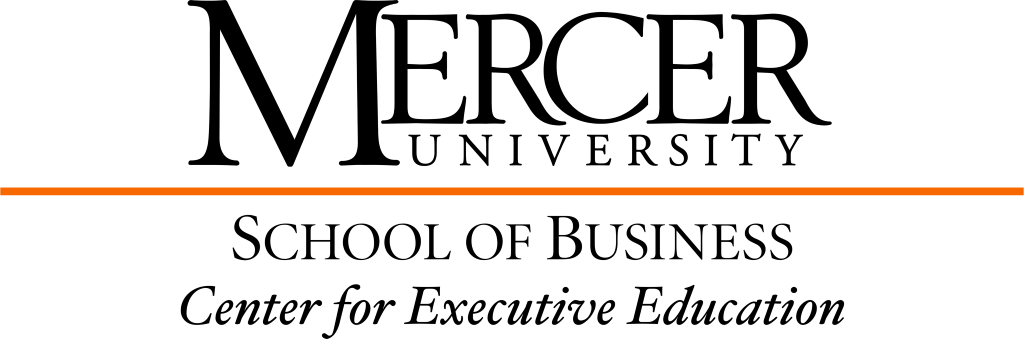 MERCER
UNIVERSITY
SCHOOL OF BUSINESS
Center for Executive Education